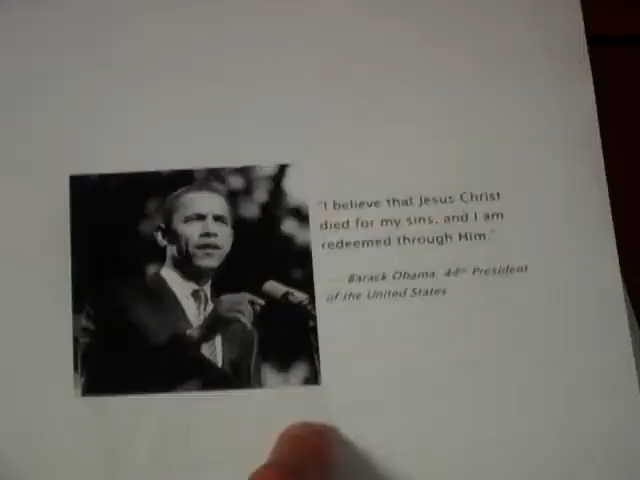 "I believe that Jesus Christ
died for my sins, and I am
redeemed through Him."
— Barack Obama, 44th President
of the United States